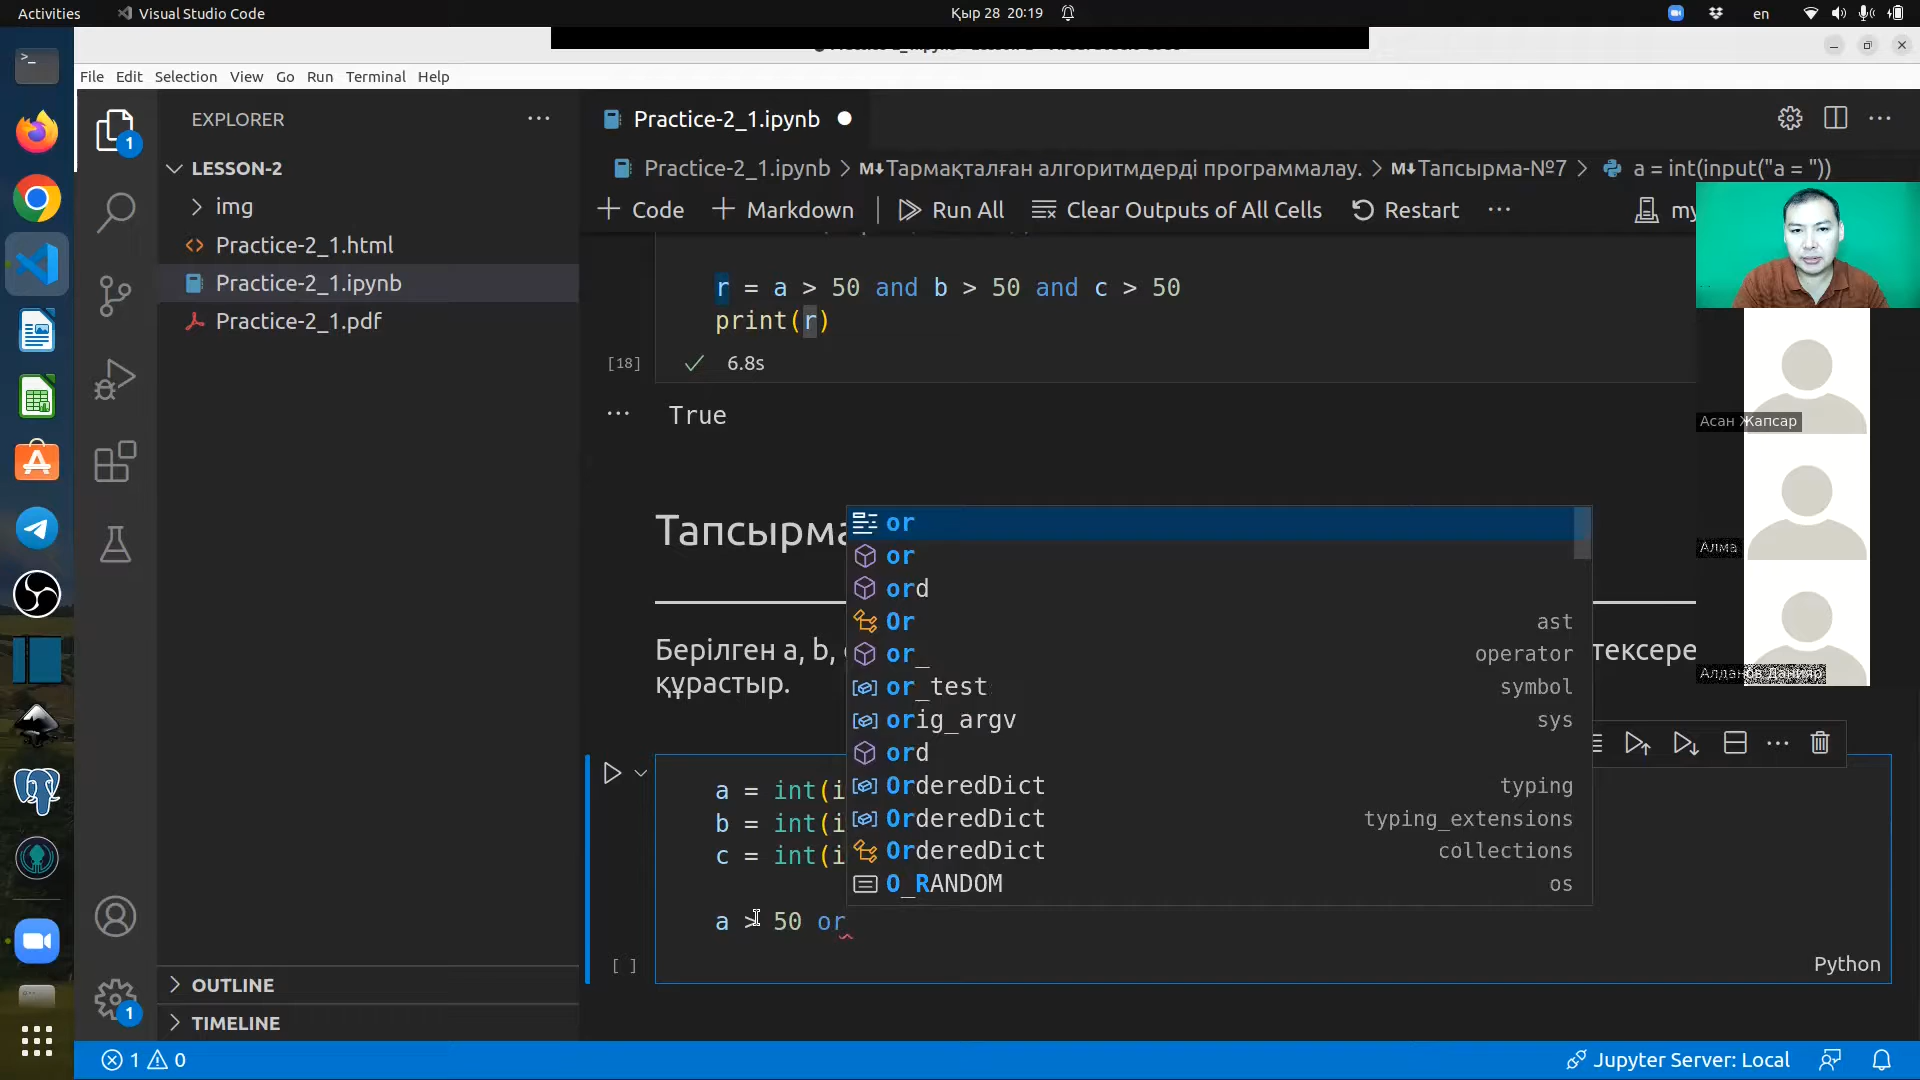 Activities
Visual Studio Code
Қыр 28 20:19
en
File Edit Selection View Go Run Terminal Help
EXPLORER
LESSON-2
img
Practice-2_1.html
Practice-2_1.ipynb
Practice-2_1.pdf
OUTLINE
TIMELINE
Practice-2_1.ipynb
Practice-2_1.ipynb > M↓Тармақталған алгоритмдерді программалау. > M↓Тапсырма-№7 > a = int(input("a = "))
+ Code + Markdown Run All Clear Outputs of All Cells Restart ... my
r = a > 50 and b > 50 and c > 50
print(r)
[18] 6.8s
True
Тапсырма
Берілген a, b, тексере
құрастыр.
or
or
ord
Or ast
or_ operator
or_test symbol
orig_argv sys
ord
OrderedDict typing
OrderedDict typing_extensions
OrderedDict collections
O_RANDOM os
a = int(i
b = int(i
c = int(i
a > 50 or
[ ]
Python
Асан Жапсар
Алма
Алданов Данияр
1
1
1 0
Jupyter Server: Local